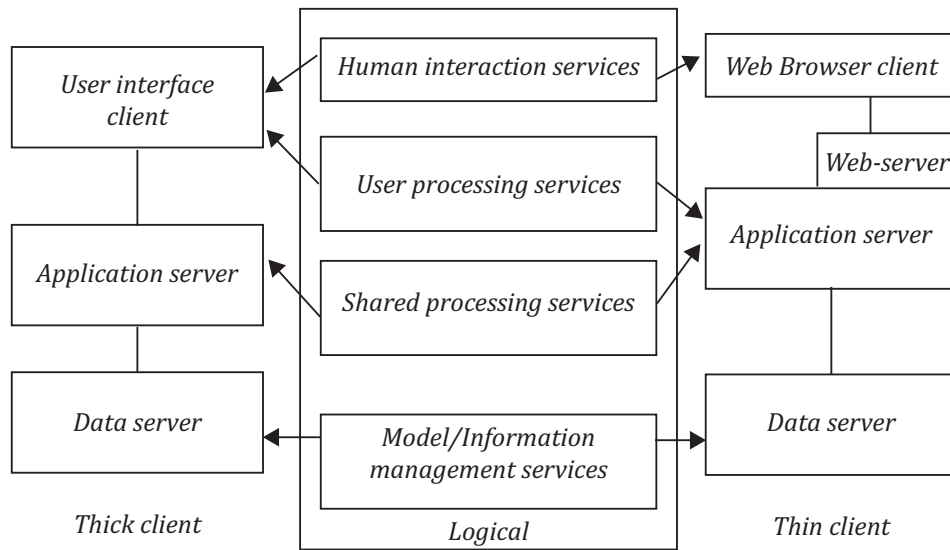 User interface
client
Application server
Data server
Thick client
Human interaction services
User processing services
Shared processing services
Model/Information
management services
Logical
Web Browser client
Web-server
Application server
Data server
Thin client